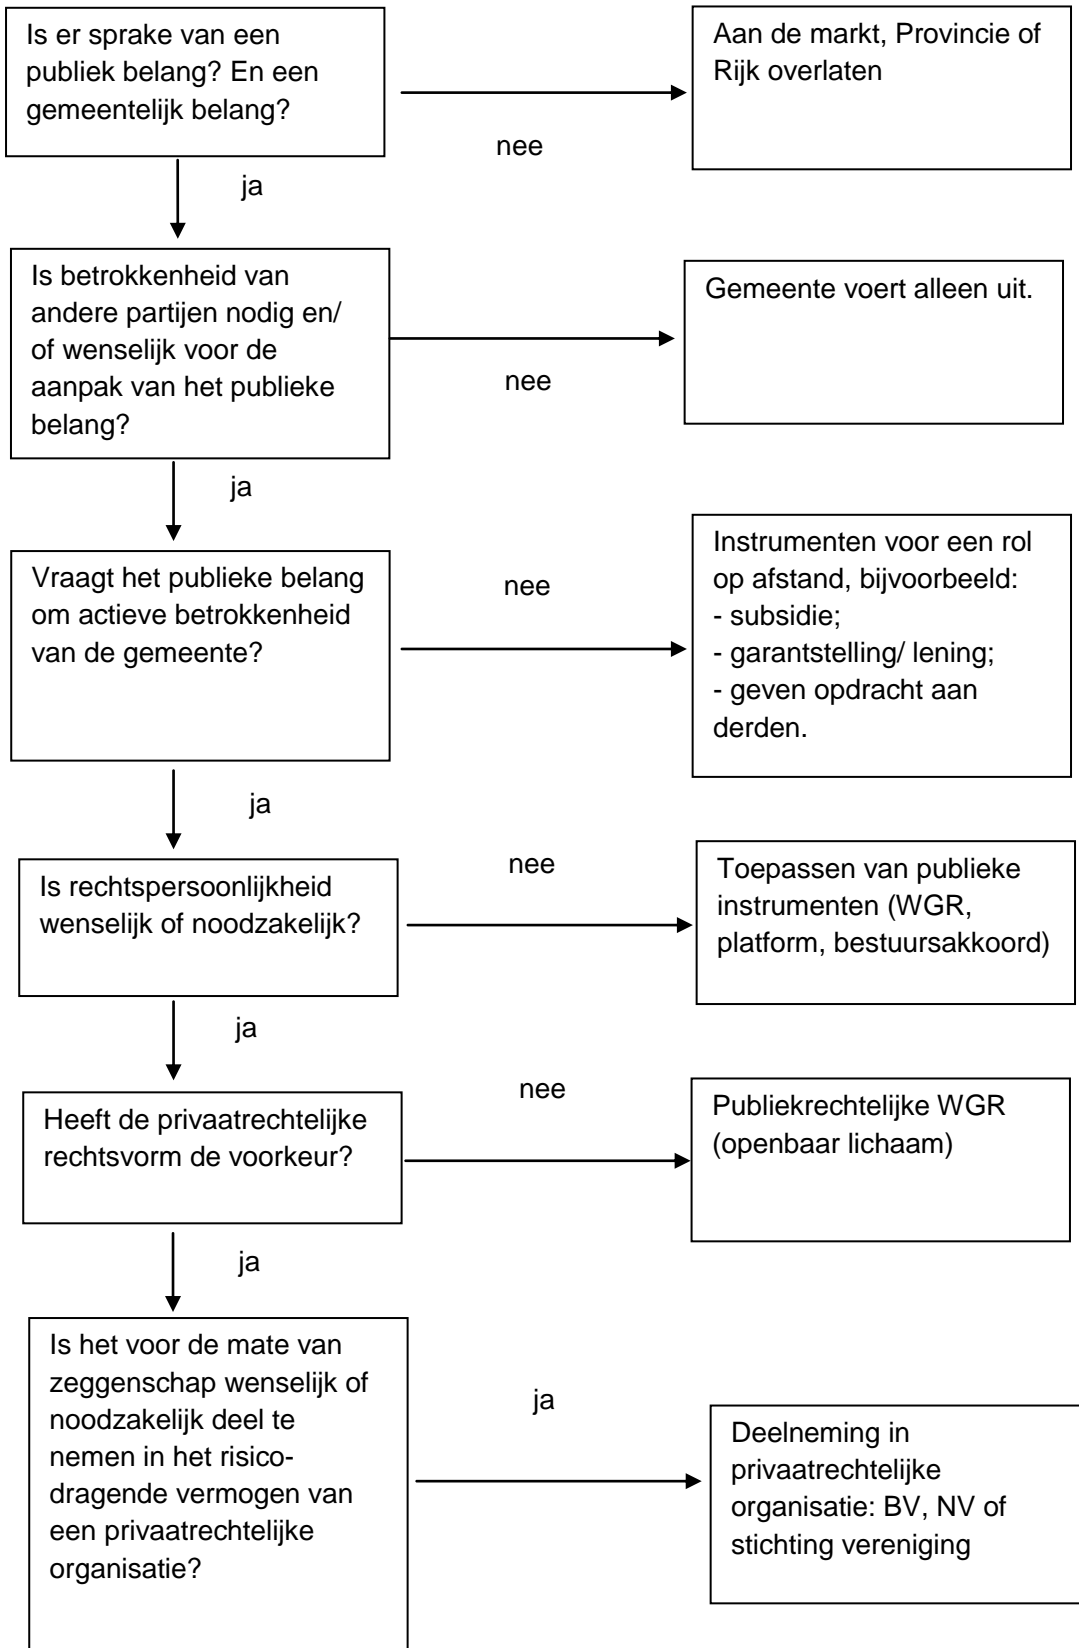 Is er sprake van een
publiek belang? En een
gemeentelijk belang?
nee
Aan de markt, Provincie of
Rijk overlaten
ja
Is betrokkenheid van
andere partijen nodig en/
of wenselijk voor de
aanpak van het publieke
belang?
nee
Gemeente voert alleen uit.
ja
Vraagt het publieke belang
om actieve betrokkenheid
van de gemeente?
nee
Instrumenten voor een rol
op afstand, bijvoorbeeld:
- subsidie;
- garantstelling/ lening;
- geven opdracht aan
derden.
ja
Is rechtspersoonlijkheid
wenselijk of noodzakelijk?
nee
Toepassen van publieke
instrumenten (WGR,
platform, bestuursakkoord)
ja
Heeft de privaatrechtelijke
rechtsvorm de voorkeur?
nee
Publiekrechtelijke WGR
(openbaar lichaam)
ja
Is het voor de mate van
zeggenschap wenselijk of
noodzakelijk deel te
nemen in het risico-
dragende vermogen van
een privaatrechtelijke
organisatie?
ja
Deelneming in
privaatrechtelijke
organisatie: BV, NV of
stichting vereniging